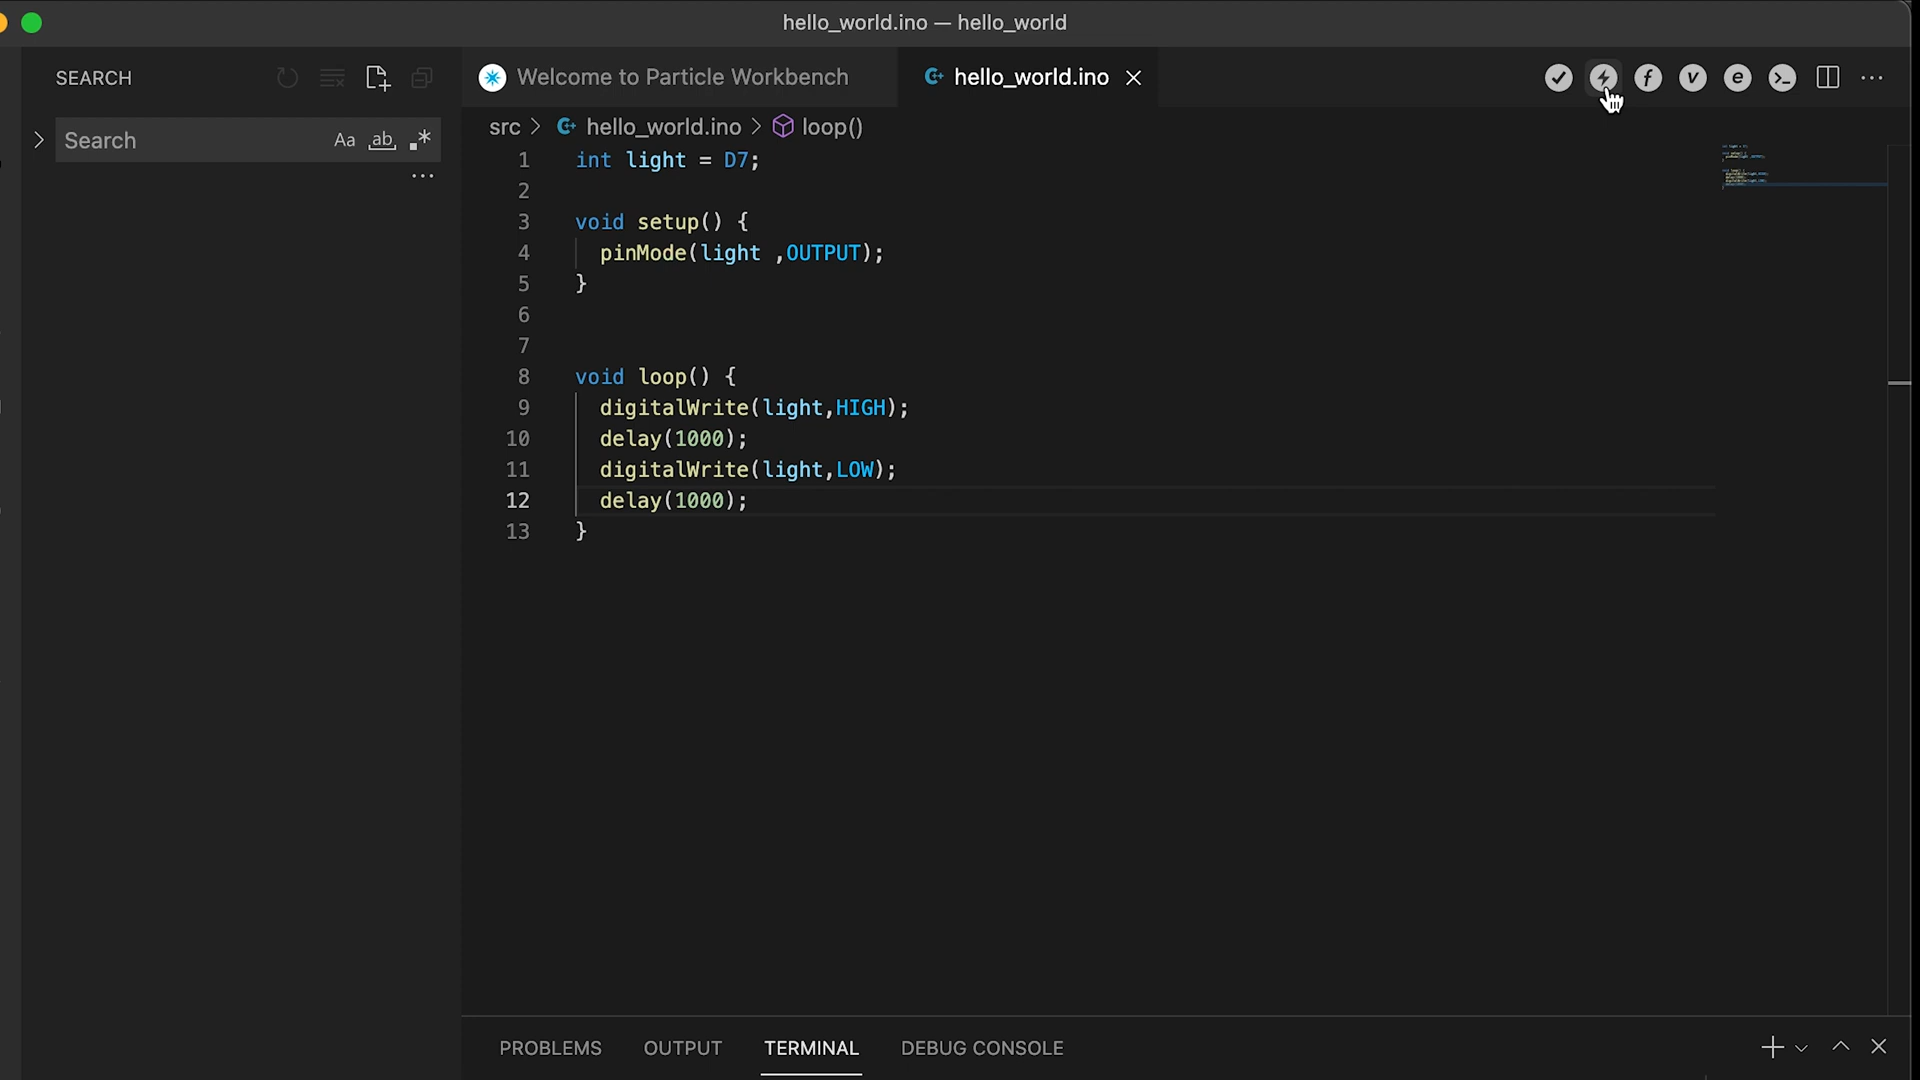 hello_world.ino — hello_world
SEARCH
Welcome to Particle Workbench
hello_world.ino
Search
Aa ab .*
src > hello_world.ino > loop()
1 int light = D7;
2
3 void setup() {
4 pinMode(light ,OUTPUT);
5 }
6
7
8 void loop() {
9 digitalWrite(light,HIGH);
10 delay(1000);
11 digitalWrite(light,LOW);
12 delay(1000);
13 }
PROBLEMS OUTPUT TERMINAL DEBUG CONSOLE